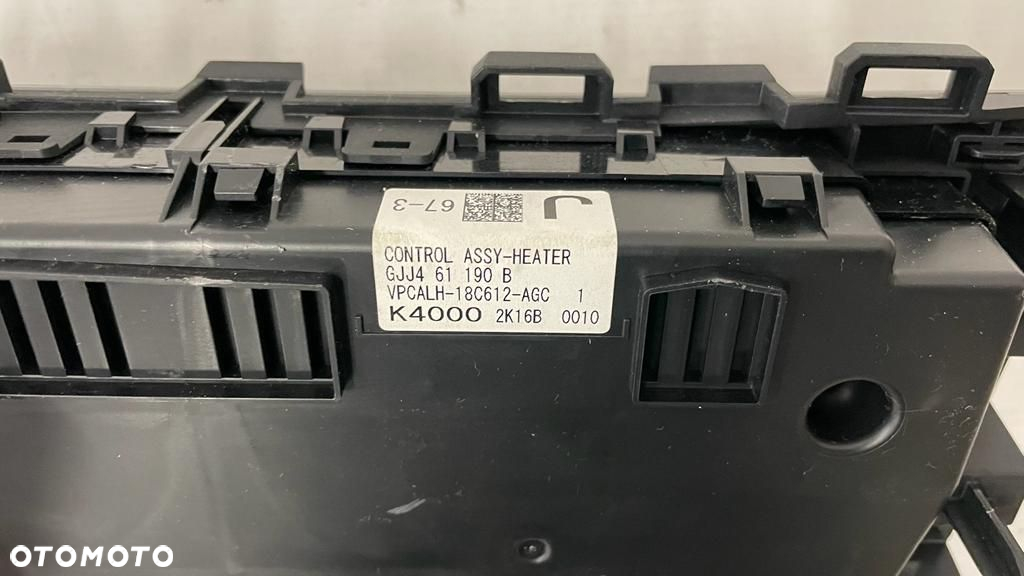 67-3 J
CONTROL ASSY-HEATER
GJJ4 61 190 B
VPCALH-18C612-AGC 1
K4000 2K16B 0010
OTOMOTO